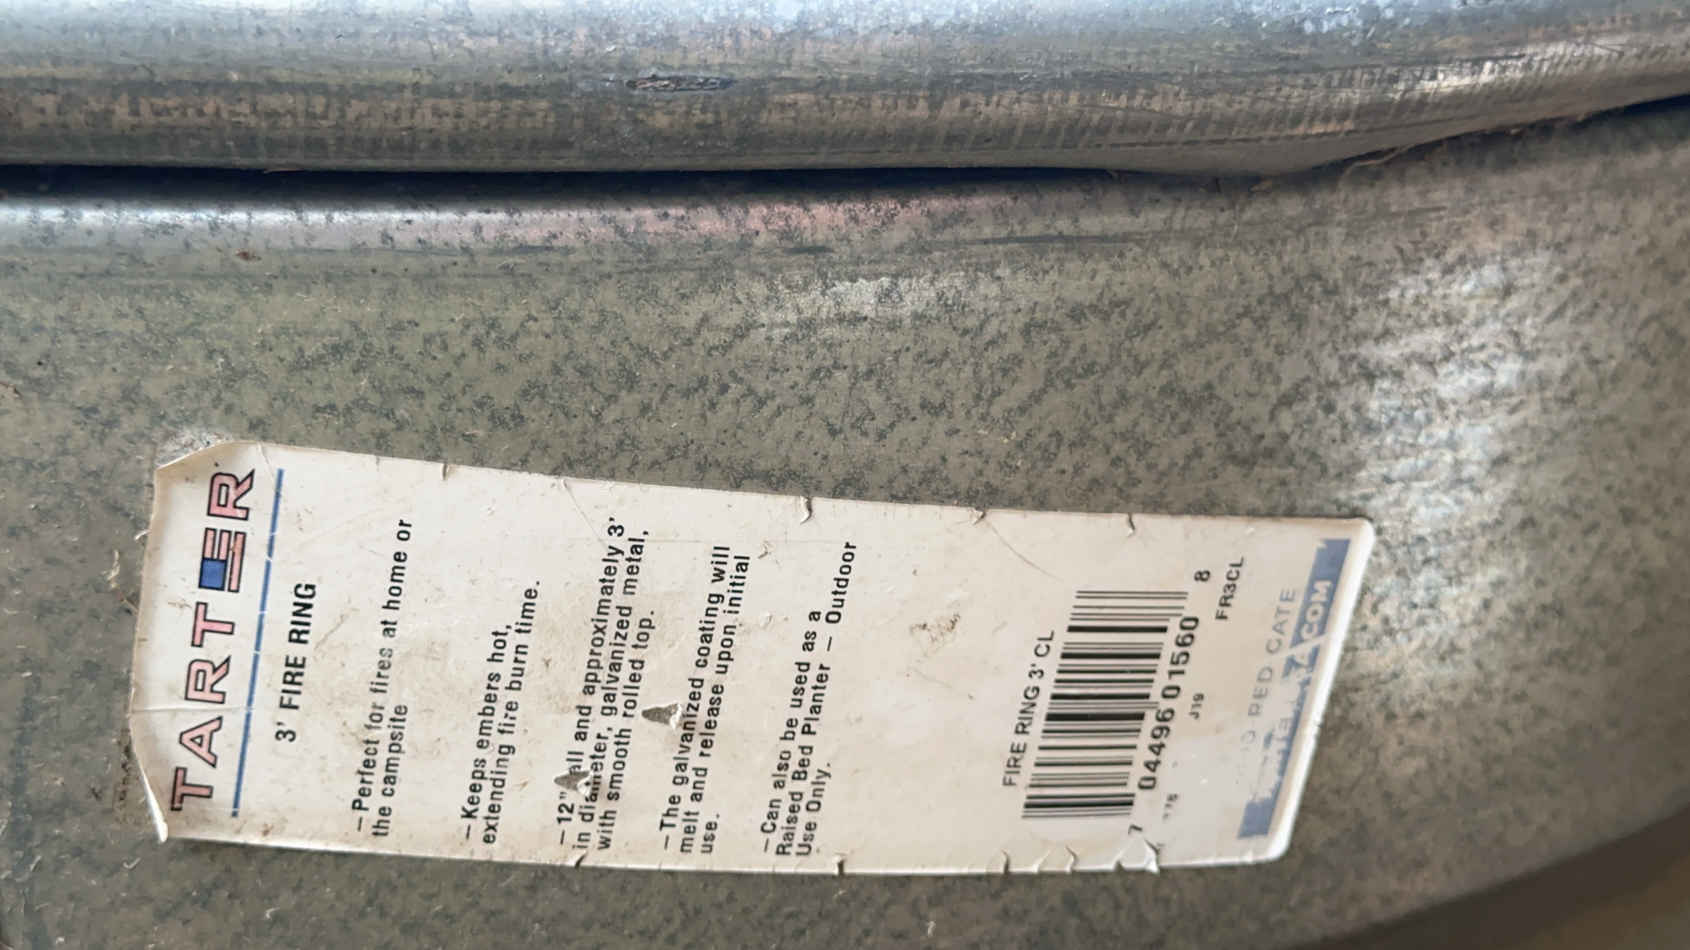 TARTER
3' FIRE RING
– Perfect for fires at home or
the campsite
– Keeps embers hot,
extending fire burn time.
– 12" and approximately 3'
in diameter, galvanized metal,
with smooth rolled top.
– The galvanized coating will
melt and release upon initial
use.
– Can also be used as a
Raised Bed Planter – Outdoor
Use Only.
FIRE RING 3' CL
7 04496 01560 8
J19
FR3CL
RED GATE
.COM